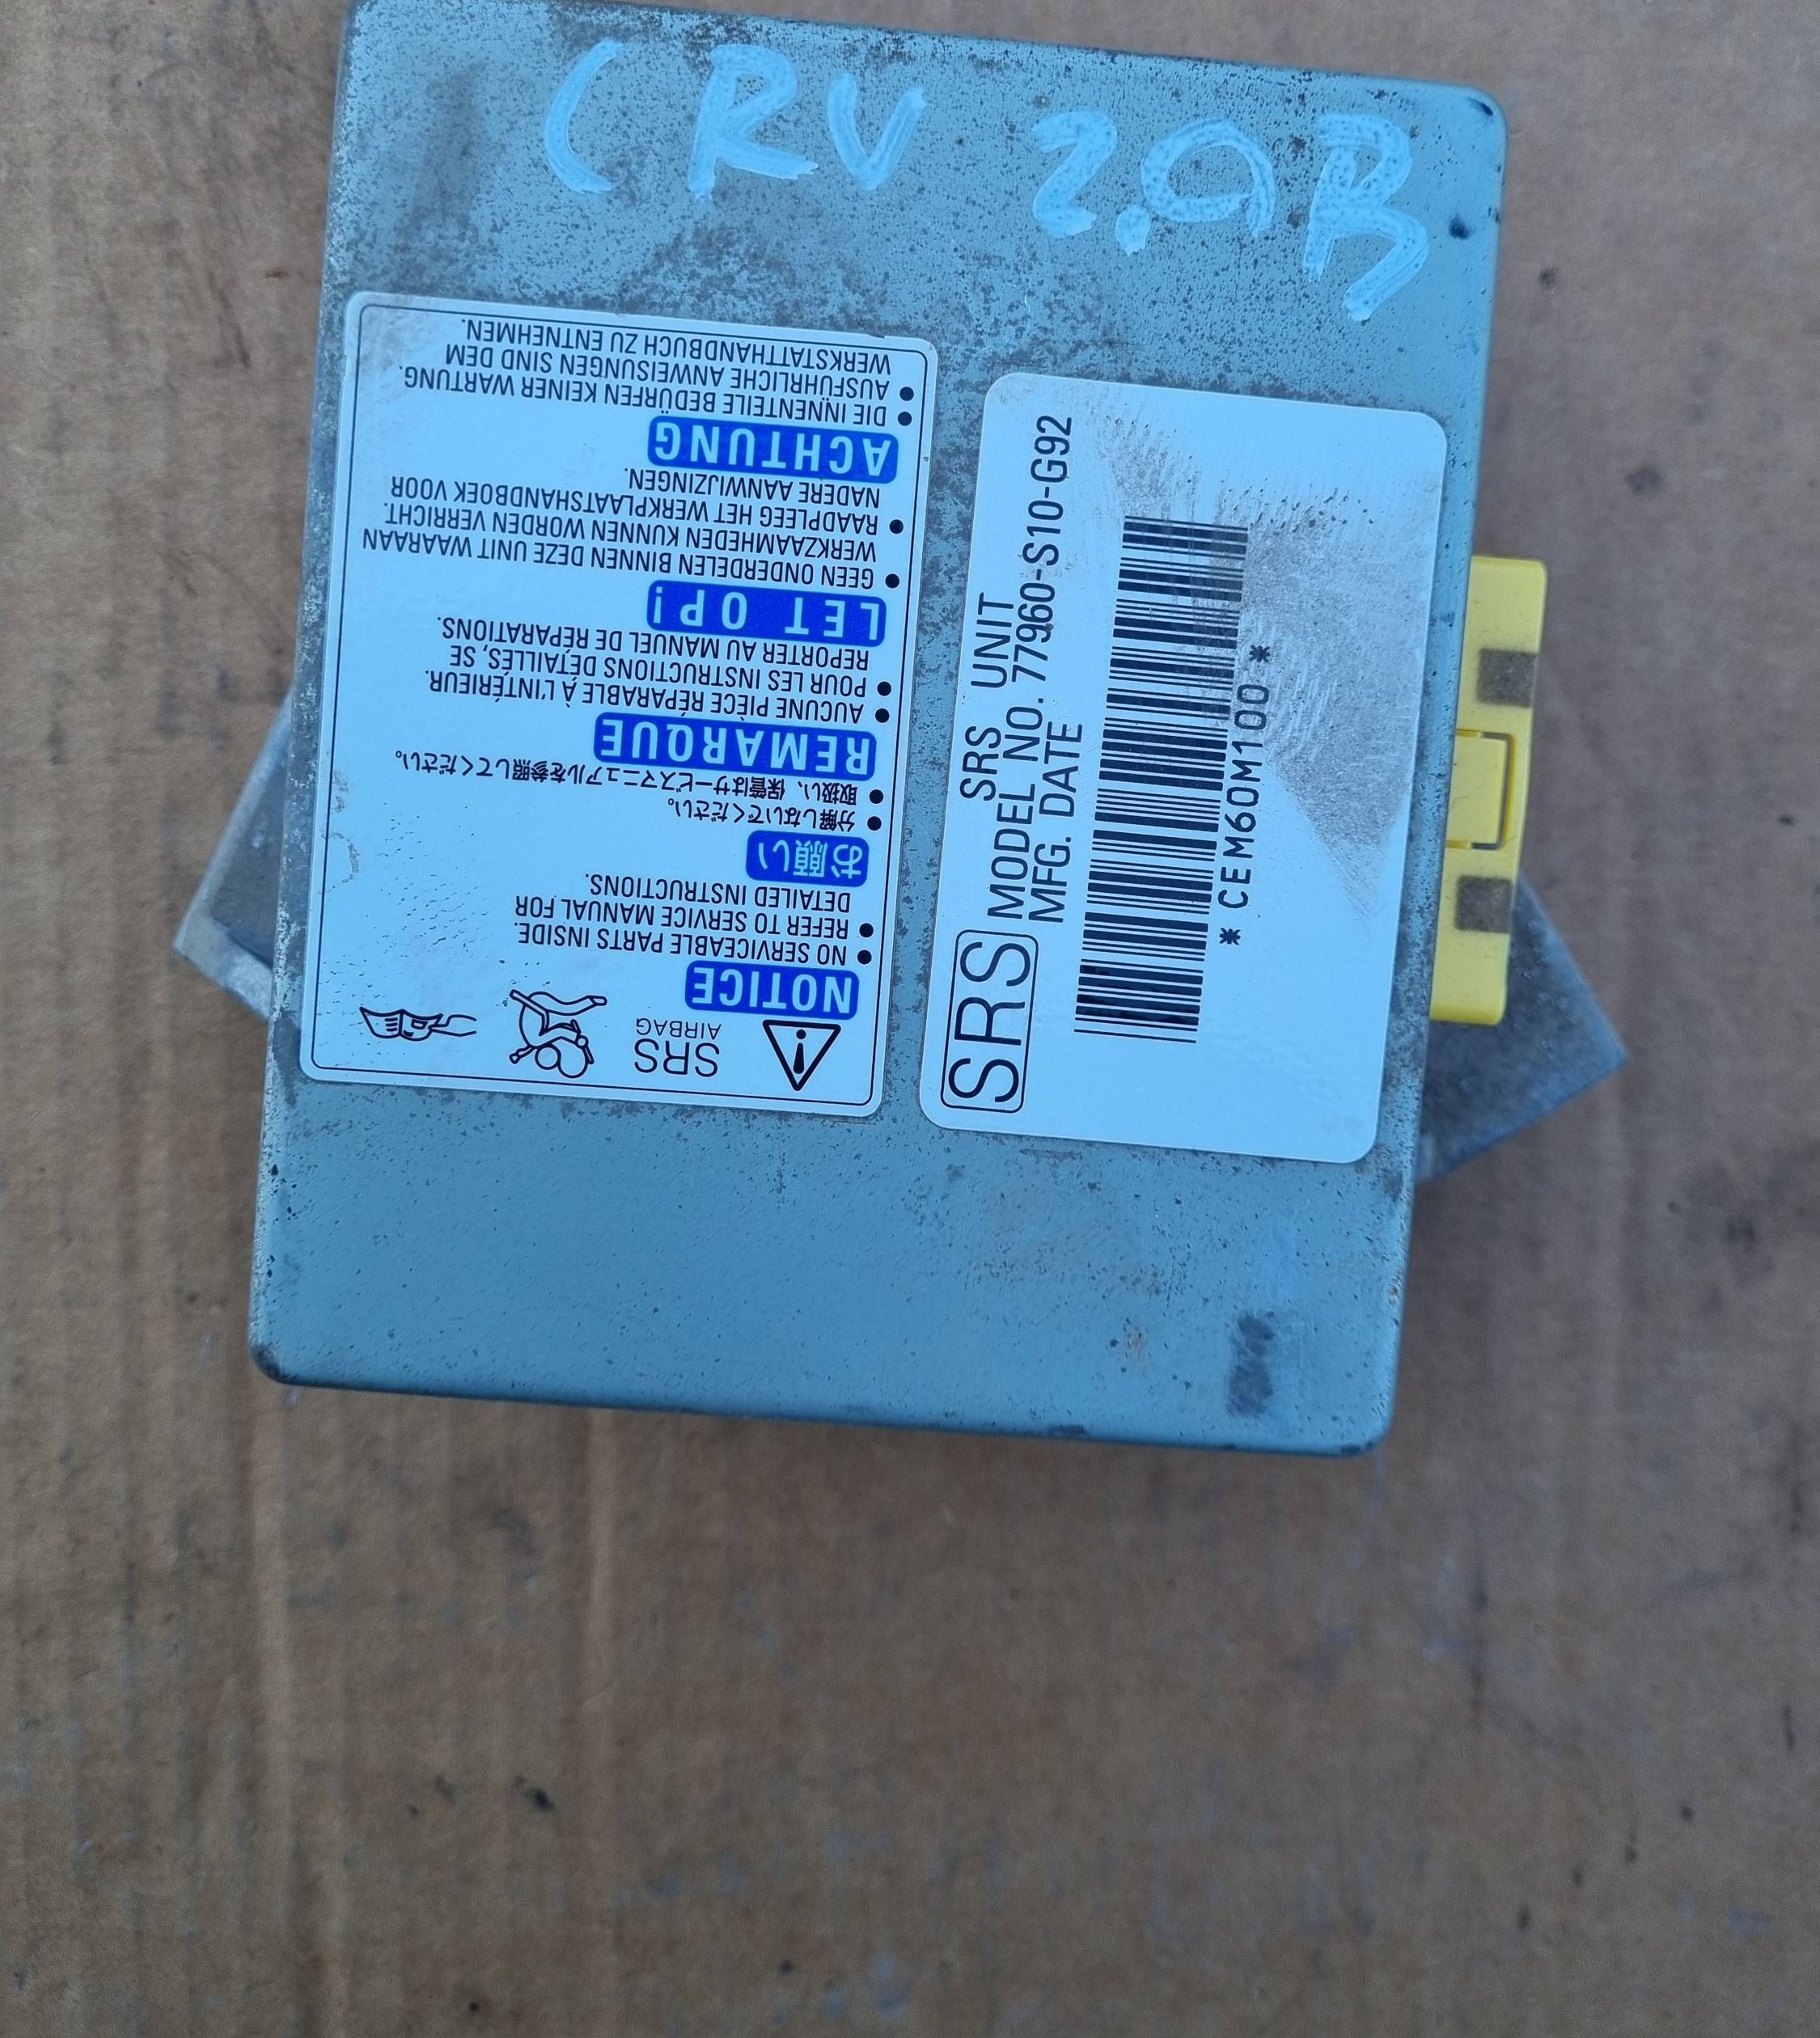 CRV 2.0B
SRS
AIRBAG
NOTICE
● NO SERVICEABLE PARTS INSIDE.
● REFER TO SERVICE MANUAL FOR
DETAILED INSTRUCTIONS.
お願い
● 分解しないでください。
● 取扱い、保管はサービスマニュアルを参照してください。
REMARQUE
● AUCUNE PIÈCE RÉPARABLE À L'INTÉRIEUR.
● POUR LES INSTRUCTIONS DÉTAILLÉS, SE
REPORTER AU MANUEL DE RÉPARATIONS.
LET OP!
● GEEN ONDERDELEN BINNEN DEZE UNIT WAARAAN
WERKZAAMHEDEN KUNNEN WORDEN VERRICHT.
● RAADPLEEG HET WERKPLAATSHANDBOEK VOOR
NADERE AANWIJZINGEN.
ACHTUNG
● DIE INNENTEILE BEDÜRFEN KEINER WARTUNG.
● AUSFÜHRLICHE ANWEISUNGEN SIND DEM
WERKSTATTHANDBUCH ZU ENTNEHMEN.
SRS UNIT
SRS MODEL NO. 77960-S10-G92
MFG. DATE
* CEM60M100 *